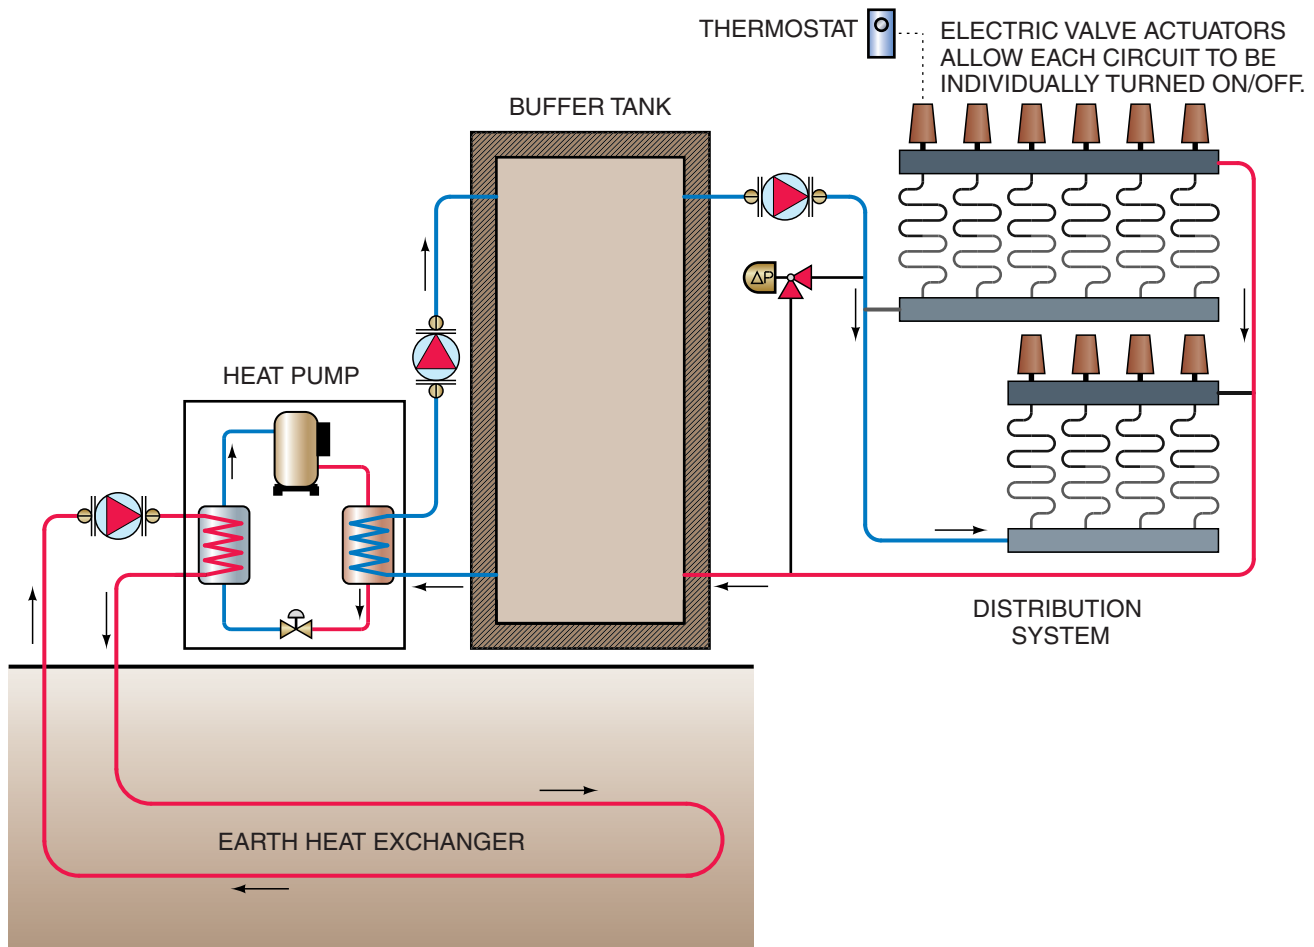 THERMOSTAT
ELECTRIC VALVE ACTUATORS
ALLOW EACH CIRCUIT TO BE
INDIVIDUALLY TURNED ON/OFF.
BUFFER TANK
ΔP
HEAT PUMP
DISTRIBUTION
SYSTEM
EARTH HEAT EXCHANGER